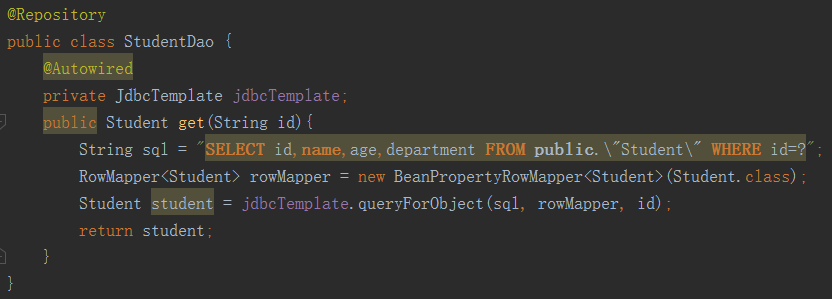 @Repository
public class StudentDao {
@Autowired
private JdbcTemplate jdbcTemplate;
public Student get(String id){
String sql = "SELECT id,name,age,department FROM public.\"Student\" WHERE id=?";
RowMapper<Student> rowMapper = new BeanPropertyRowMapper<Student>(Student.class);
Student student = jdbcTemplate.queryForObject(sql, rowMapper, id);
return student;
}
}